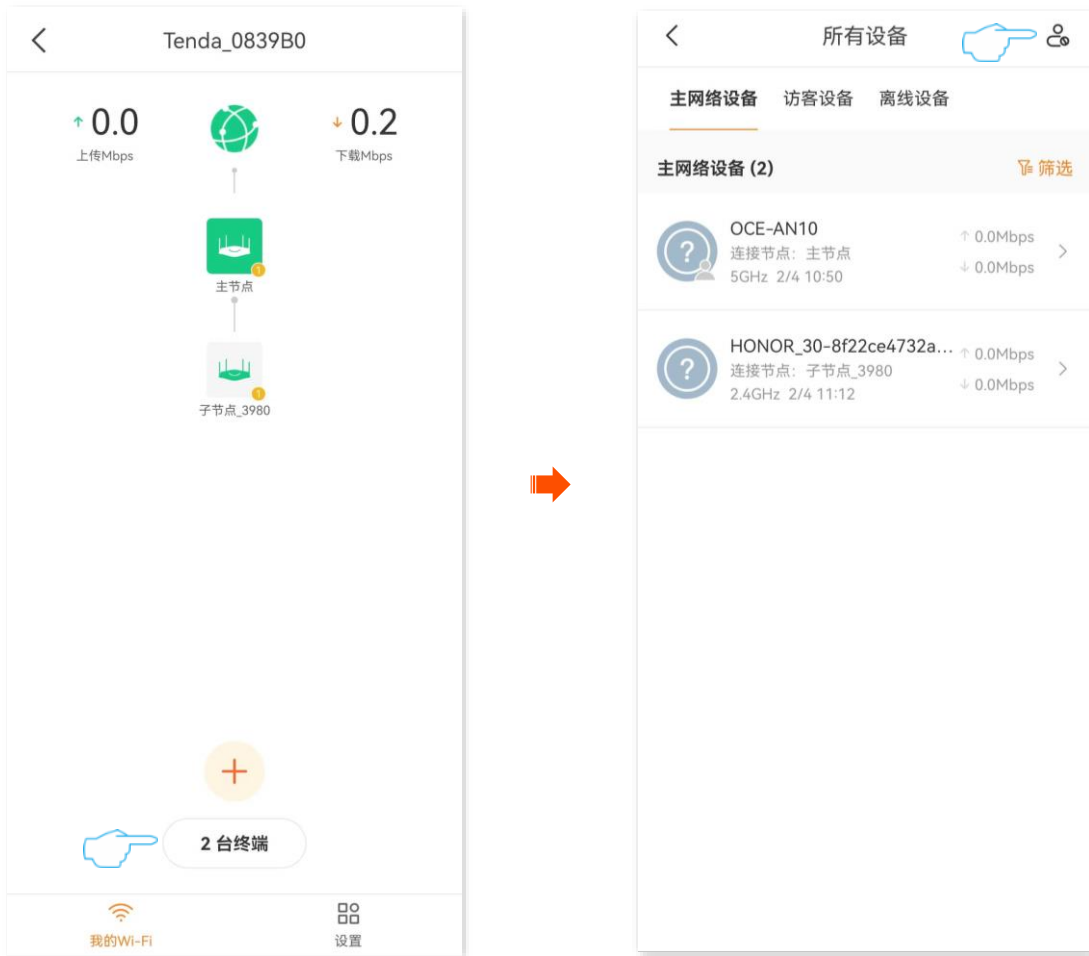 Tenda_0839B0
0.0
上传Mbps
0.2
下载Mbps
1
主节点
1
子节点_3980
2 台终端
我的Wi-Fi
设置
所有设备
主网络设备 访客设备 离线设备
主网络设备 (2)
筛选
OCE-AN10
连接节点：主节点
5GHz 2/4 10:50
↑ 0.0Mbps
↓ 0.0Mbps
HONOR_30-8f22ce4732a...
连接节点：子节点_3980
2.4GHz 2/4 11:12
↑ 0.0Mbps
↓ 0.0Mbps